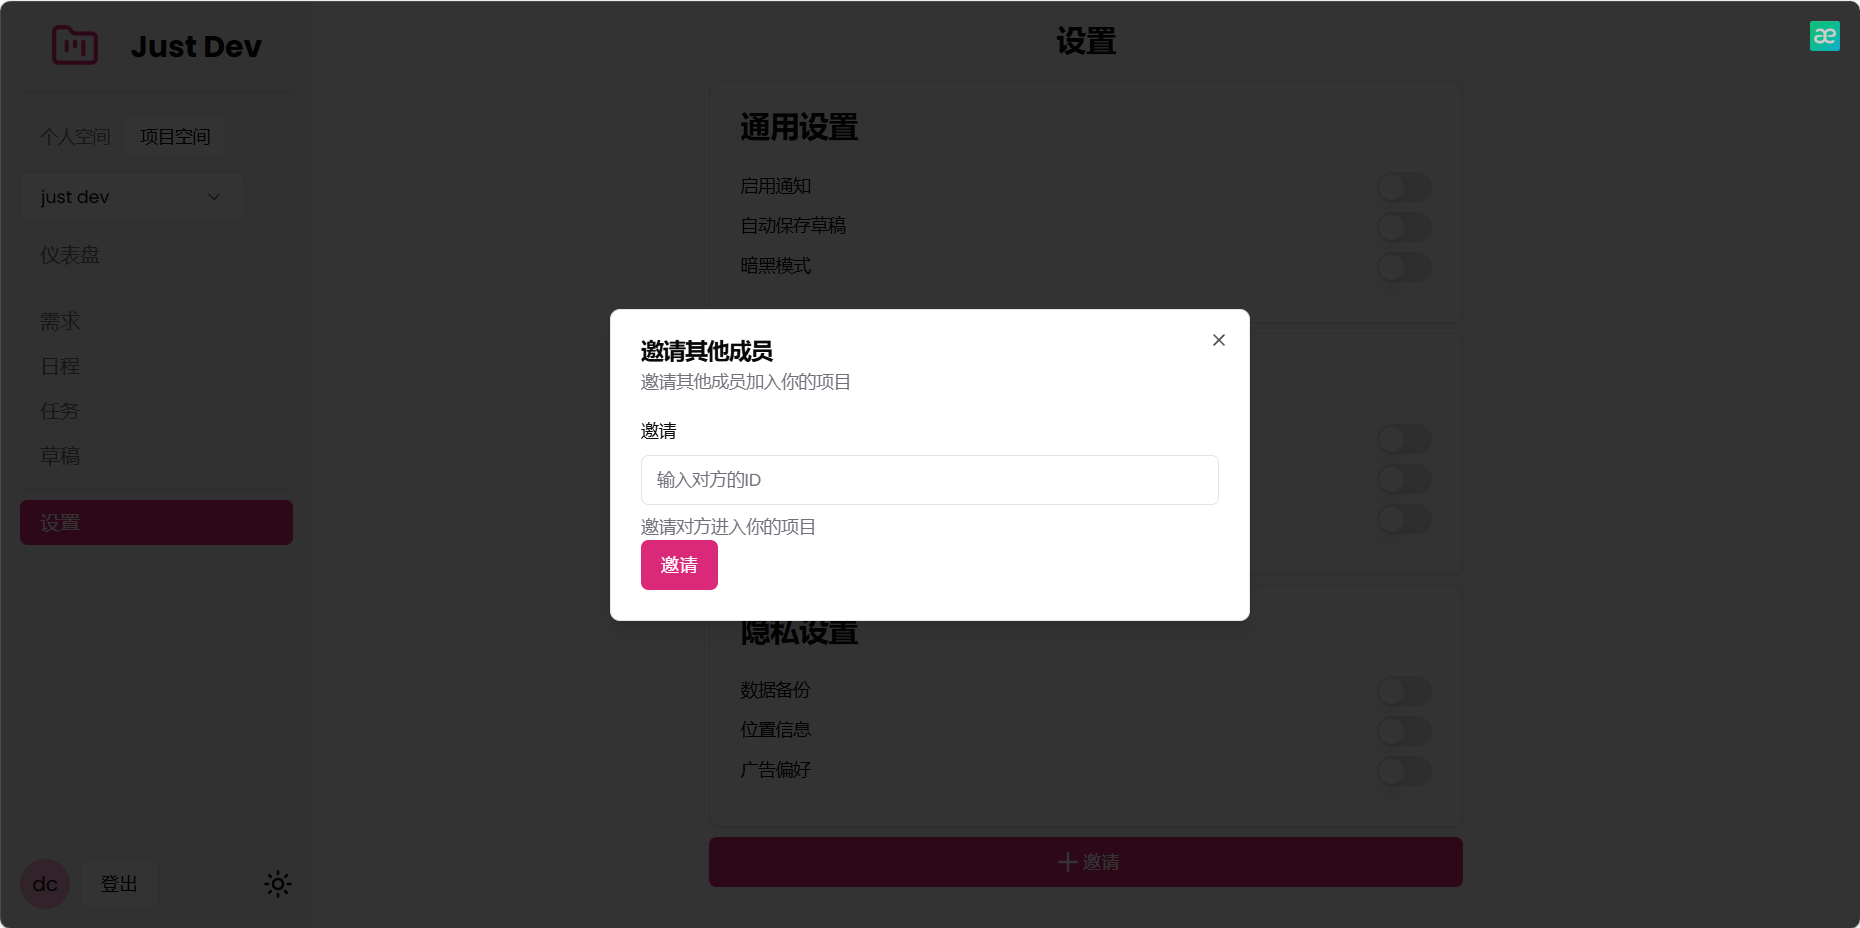 Just Dev
个人空间 项目空间
just dev
仪表盘
需求
日程
任务
草稿
设置
dc
登出
设置
æ
通用设置
启用通知
自动保存草稿
暗黑模式
邀请其他成员
邀请其他成员加入你的项目
邀请
输入对方的ID
邀请对方进入你的项目
邀请
隐私设置
数据备份
位置信息
广告偏好
邀请